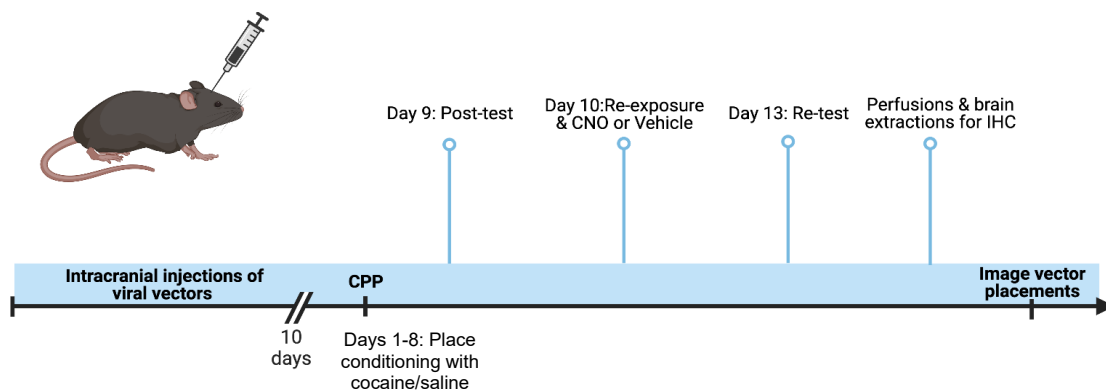 Day 9: Post-test
Day 10:Re-exposure
& CNO or Vehicle
Day 13: Re-test
Perfusions & brain
extractions for IHC
Intracranial injections of
viral vectors
CPP
Image vector
placements
10
days
Days 1-8: Place
conditioning with
cocaine/saline